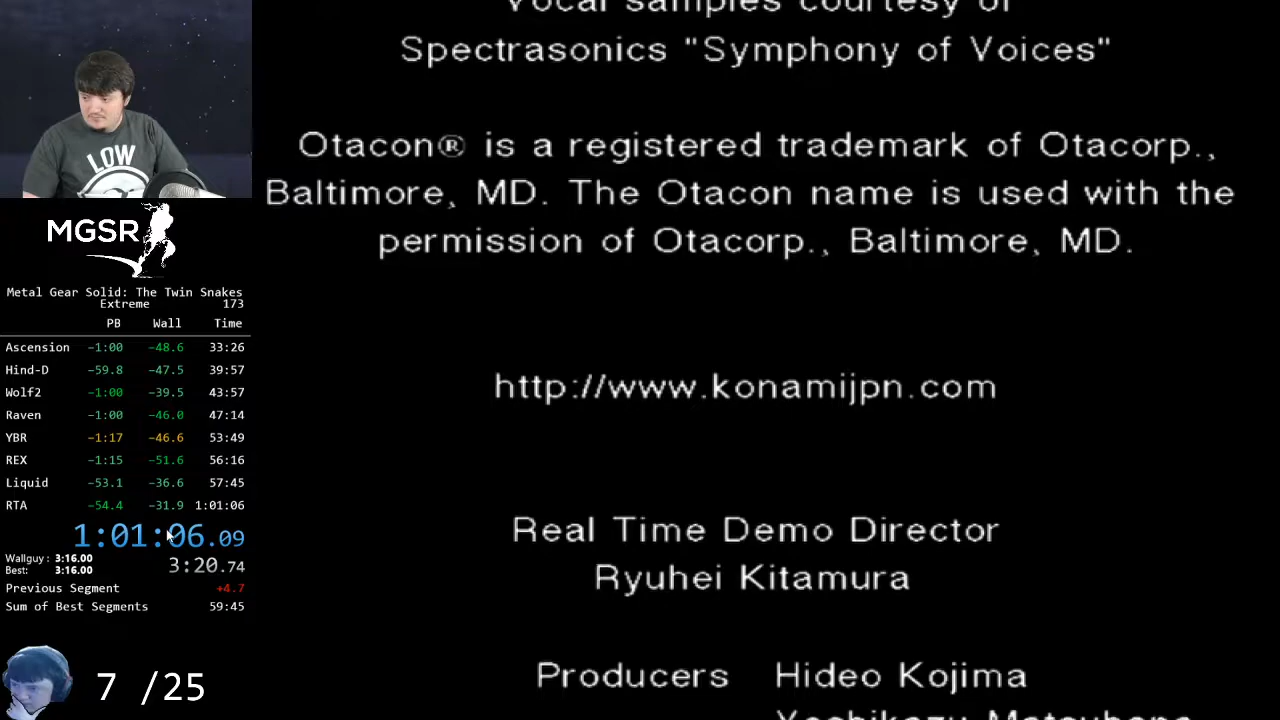 Vocal samples courtesy of
Spectrasonics "Symphony of Voices"
Otacon® is a registered trademark of Otacorp.,
Baltimore, MD. The Otacon name is used with the
permission of Otacorp., Baltimore, MD.
http://www.konamijpn.com
Real Time Demo Director
Ryuhei Kitamura
Producers Hideo Kojima
LOW
MGSR
Metal Gear Solid: The Twin Snakes
Extreme 173
PB Wall Time
Ascension -1:00 -48.6 33:26
Hind-D -59.8 -47.5 39:57
Wolf2 -1:00 -39.5 43:57
Raven -1:00 -46.0 47:14
YBR -1:17 -46.6 53:49
REX -1:15 -51.6 56:16
Liquid -53.1 -36.6 57:45
RTA -54.4 -31.9 1:01:06
1:01:06.09
Wallguy: 3:16.00
Best: 3:16.00
3:20.74
Previous Segment +4.7
Sum of Best Segments 59:45
7 /25